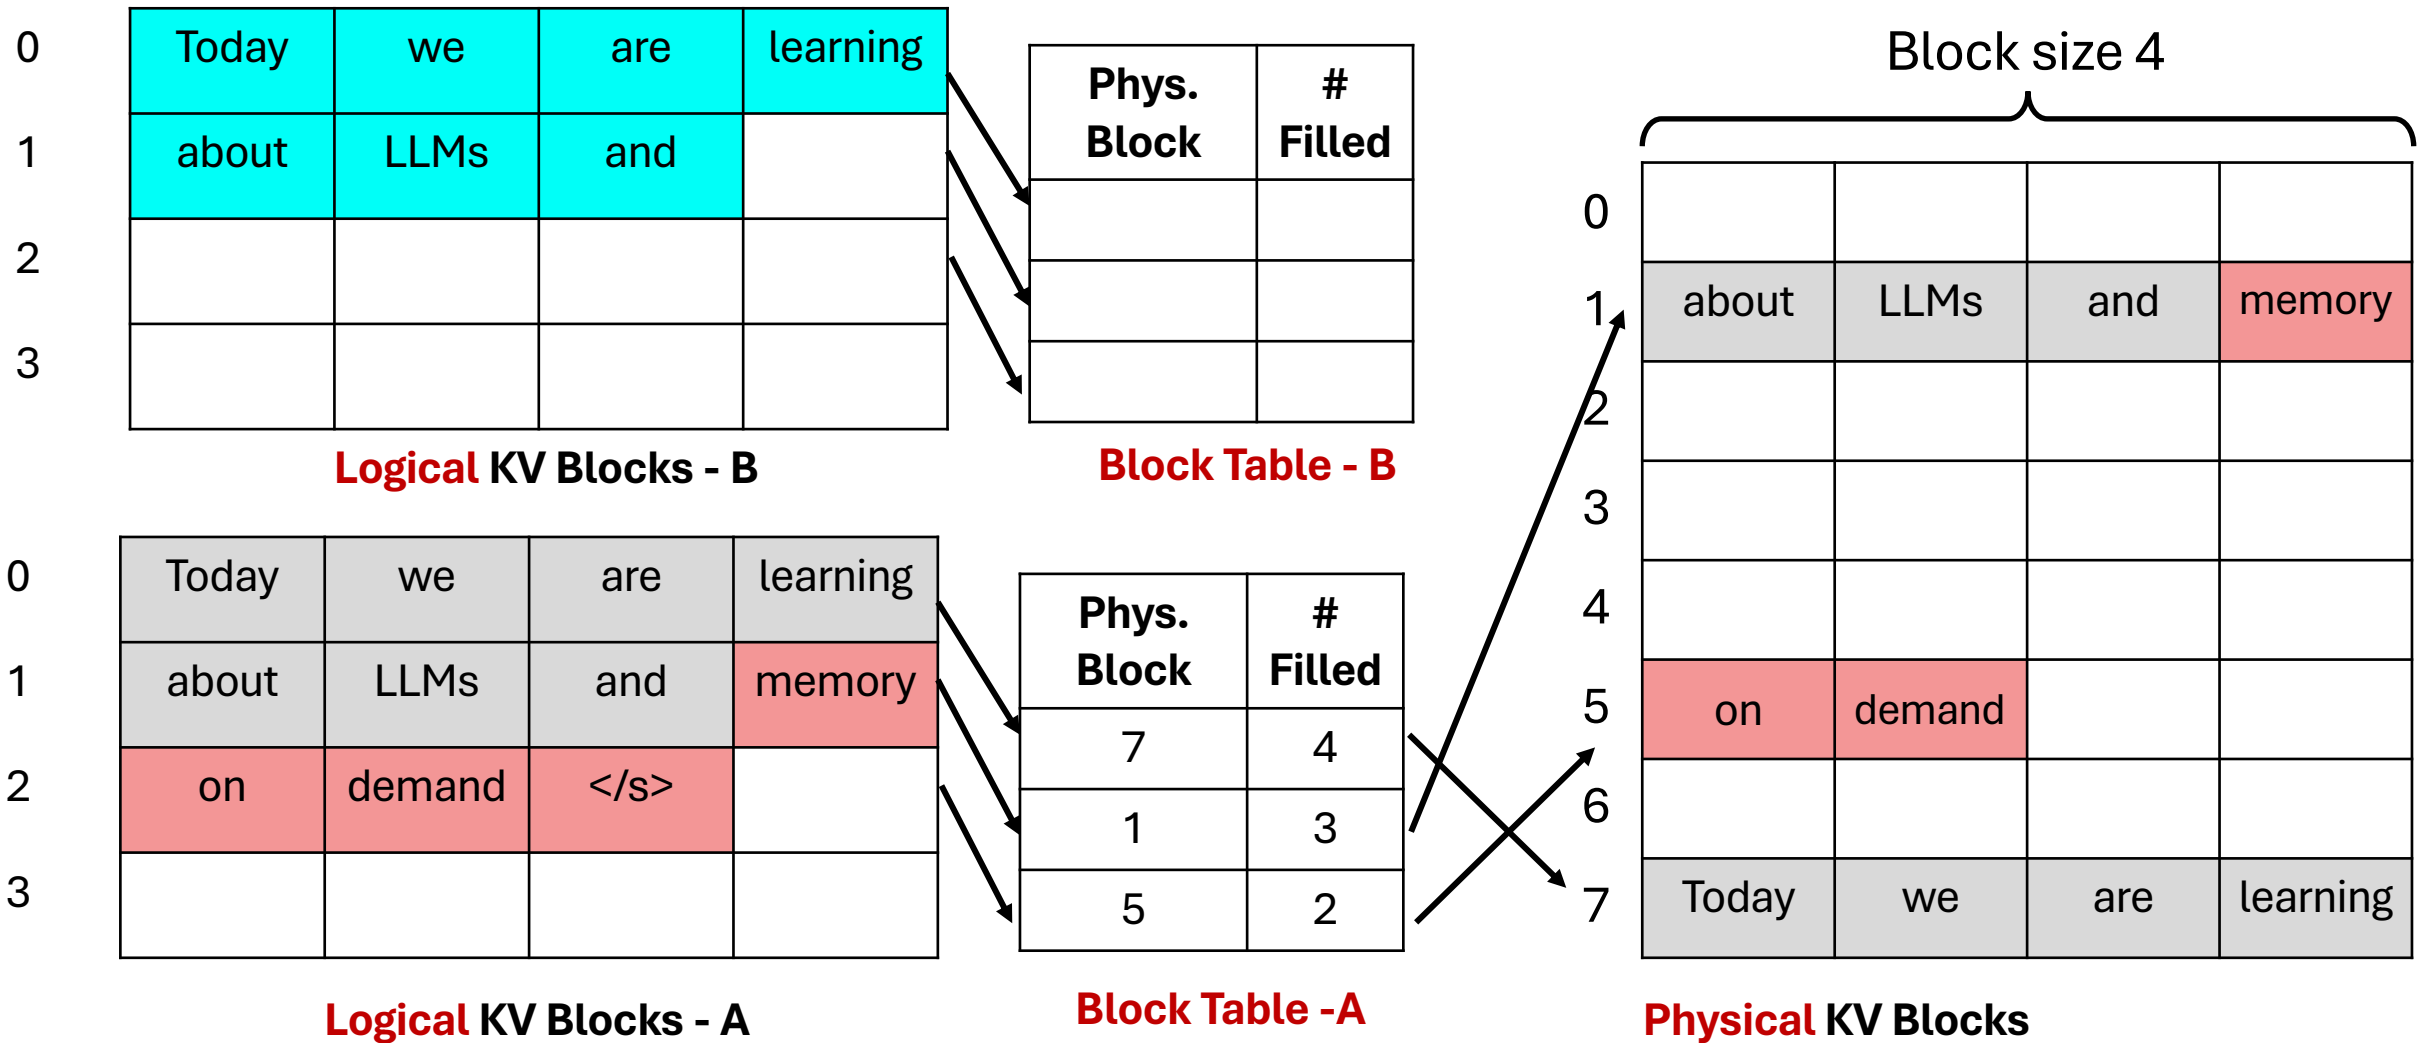 0 Today we are learning
1 about LLMs and
2
3
Logical KV Blocks - B
Phys. Block # Filled
Block Table - B
0 Today we are learning
1 about LLMs and memory
2 on demand </s>
3
Logical KV Blocks - A
Phys. Block # Filled
7 4
1 3
5 2
Block Table -A
Block size 4
0
1 about LLMs and memory
2
3
4
5 on demand
6
7 Today we are learning
Physical KV Blocks